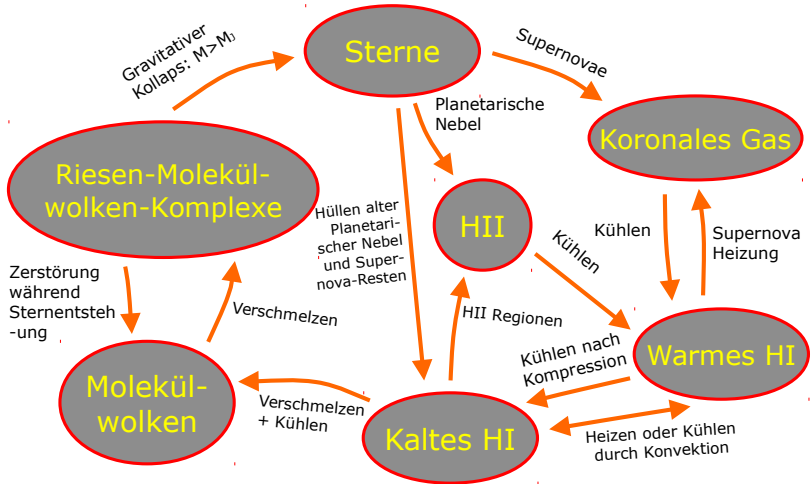 Gravitativer
Kollaps: M>MJ
Sterne
Supernovae
Planetarische
Nebel
Koronales Gas
Riesen-Molekül-
wolken-Komplexe
Hüllen alter
Planetari-
scher Nebel
und Super-
nova-Resten
HII
Kühlen
Kühlen
Supernova
Heizung
Zerstörung
während
Sternentsteh
-ung
Verschmelzen
HII Regionen
Kühlen nach
Kompression
Warmes HI
Molekül-
wolken
Verschmelzen
+ Kühlen
Kaltes HI
Heizen oder Kühlen
durch Konvektion